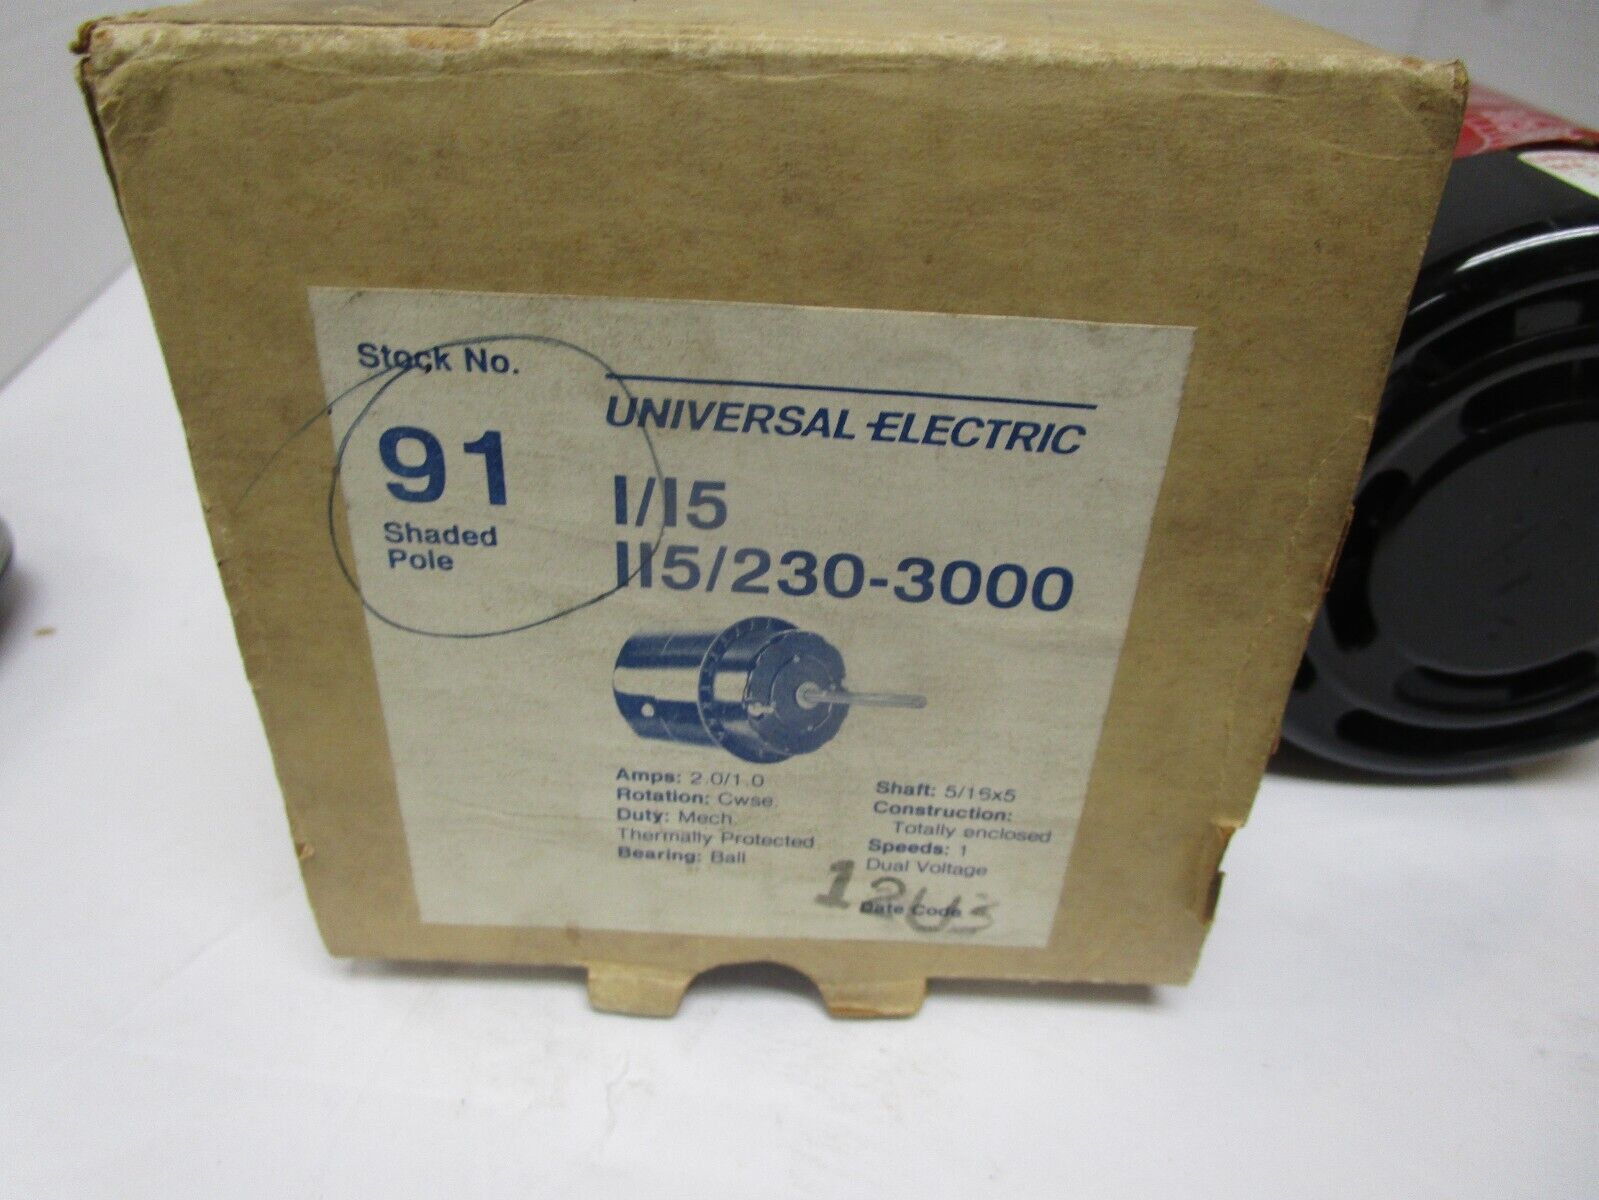 Stock No.
91
Shaded
Pole
UNIVERSAL ELECTRIC
1/15
115/230-3000
Amps: 2.0/1.0
Rotation: Cwse.
Duty: Mech.
Thermally Protected
Bearing: Ball
Shaft: 5/16x5
Construction:
Totally enclosed
Speeds: 1
Dual Voltage
Date Code